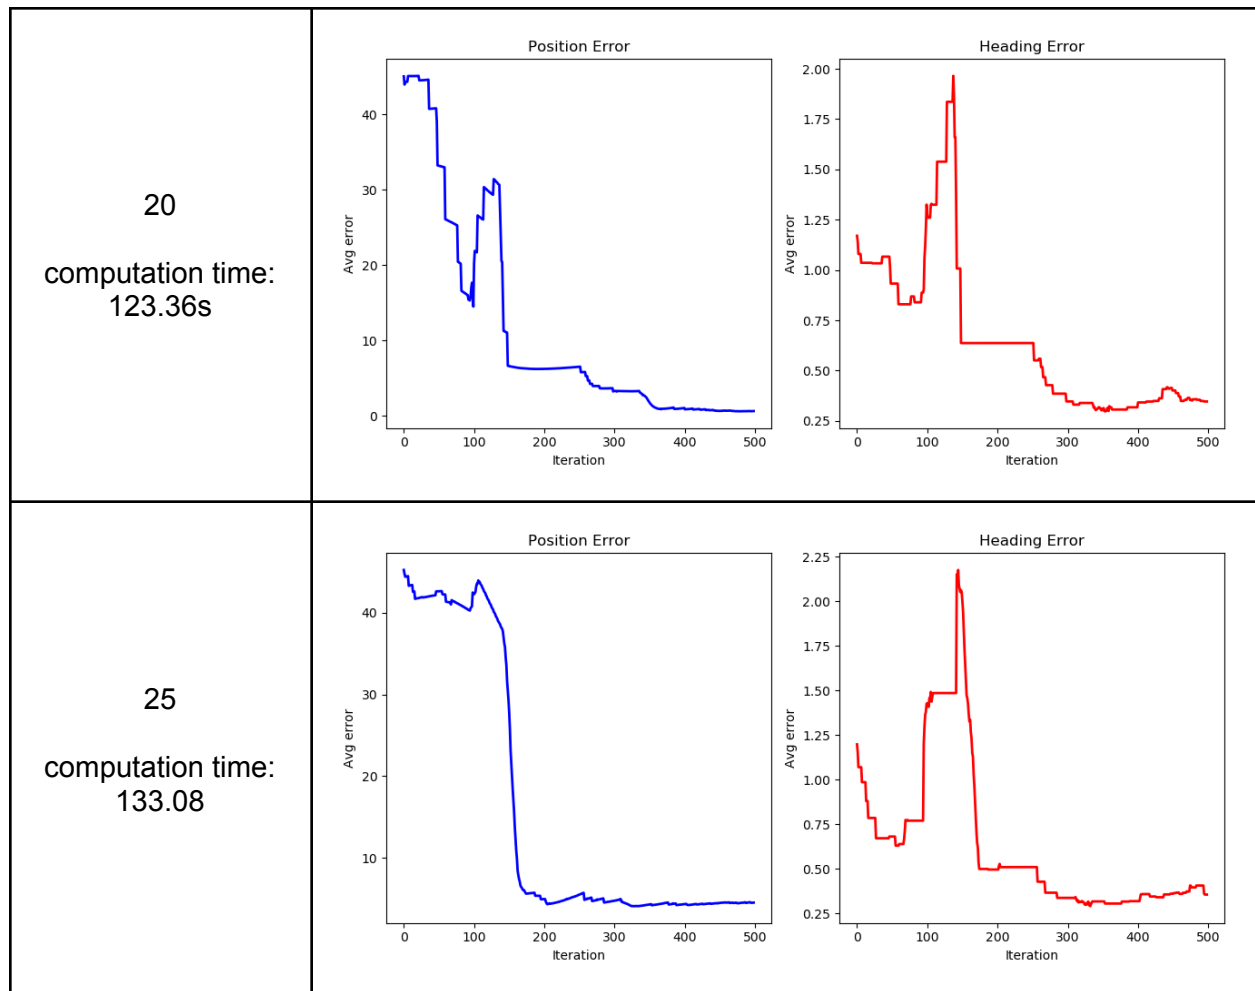 20
computation time:
123.36s
Position Error
Avg error
40
30
20
10
0
0 100 200 300 400 500
Iteration
Heading Error
Avg error
2.00
1.75
1.50
1.25
1.00
0.75
0.50
0.25
0 100 200 300 400 500
Iteration
25
computation time:
133.08
Position Error
Avg error
40
30
20
10
0 100 200 300 400 500
Iteration
Heading Error
Avg error
2.25
2.00
1.75
1.50
1.25
1.00
0.75
0.50
0.25
0 100 200 300 400 500
Iteration